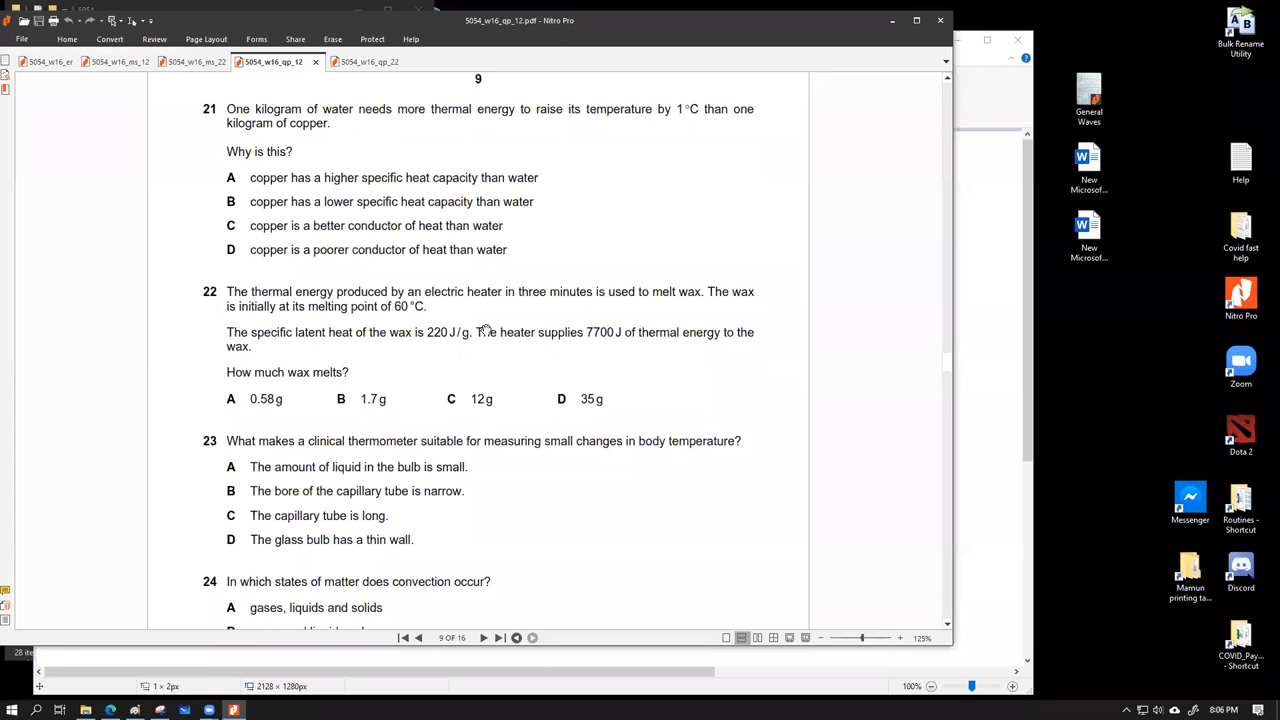 5054
5054_w16_qp_12.pdf - Nitro Pro
File Home Convert Review Page Layout Forms Share Erase Protect Help
5054_w16_er 5054_w16_ms_12 5054_w16_ms_22 5054_w16_qp_12 × 5054_w16_qp_22
9
21 One kilogram of water needs more thermal energy to raise its temperature by 1 °C than one
kilogram of copper.
Why is this?
A copper has a higher specific heat capacity than water
B copper has a lower specific heat capacity than water
C copper is a better conductor of heat than water
D copper is a poorer conductor of heat than water
22 The thermal energy produced by an electric heater in three minutes is used to melt wax. The wax
is initially at its melting point of 60 °C.
The specific latent heat of the wax is 220 J / g. The heater supplies 7700 J of thermal energy to the
wax.
How much wax melts?
A 0.58 g B 1.7 g C 12 g D 35 g
23 What makes a clinical thermometer suitable for measuring small changes in body temperature?
A The amount of liquid in the bulb is small.
B The bore of the capillary tube is narrow.
C The capillary tube is long.
D The glass bulb has a thin wall.
24 In which states of matter does convection occur?
A gases, liquids and solids
9 OF 16
125%
28 ite
1 × 2px 2128 × 1280px 100%
General
Waves
New
Microsof...
New
Microsof...
Bulk Rename
Utility
Help
Covid fast
help
Nitro Pro
Zoom
Dota 2
Messenger
Routines -
Shortcut
Mamun
printing ta...
Discord
COVID_Pay...
- Shortcut
8:06 PM